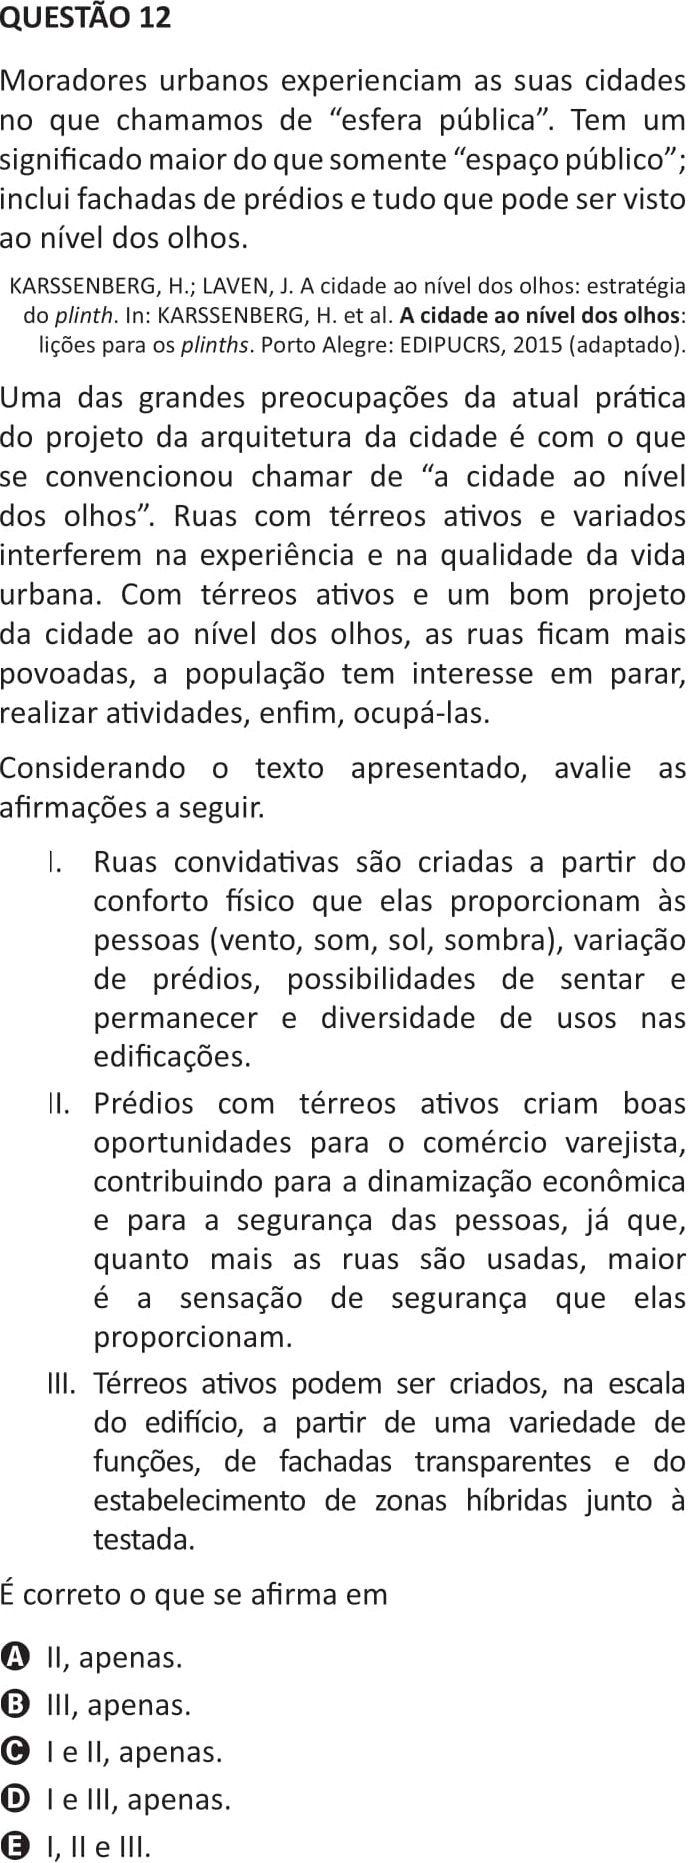 QUESTÃO 12
Moradores urbanos experienciam as suas cidades
no que chamamos de “esfera pública”. Tem um
significado maior do que somente “espaço público”;
inclui fachadas de prédios e tudo que pode ser visto
ao nível dos olhos.
KARSSENBERG, H.; LAVEN, J. A cidade ao nível dos olhos: estratégia
do plinth. In: KARSSENBERG, H. et al. A cidade ao nível dos olhos:
lições para os plinths. Porto Alegre: EDIPUCRS, 2015 (adaptado).
Uma das grandes preocupações da atual prática
do projeto da arquitetura da cidade é com o que
se convencionou chamar de “a cidade ao nível
dos olhos”. Ruas com térreos ativos e variados
interferem na experiência e na qualidade da vida
urbana. Com térreos ativos e um bom projeto
da cidade ao nível dos olhos, as ruas ficam mais
povoadas, a população tem interesse em parar,
realizar atividades, enfim, ocupá-las.
Considerando o texto apresentado, avalie as
afirmações a seguir.
I. Ruas convidativas são criadas a partir do
conforto físico que elas proporcionam às
pessoas (vento, som, sol, sombra), variação
de prédios, possibilidades de sentar e
permanecer e diversidade de usos nas
edificações.
II. Prédios com térreos ativos criam boas
oportunidades para o comércio varejista,
contribuindo para a dinamização econômica
e para a segurança das pessoas, já que,
quanto mais as ruas são usadas, maior
é a sensação de segurança que elas
proporcionam.
III. Térreos ativos podem ser criados, na escala
do edifício, a partir de uma variedade de
funções, de fachadas transparentes e do
estabelecimento de zonas híbridas junto à
testada.
É correto o que se afirma em
A II, apenas.
B III, apenas.
C I e II, apenas.
D I e III, apenas.
E I, II e III.